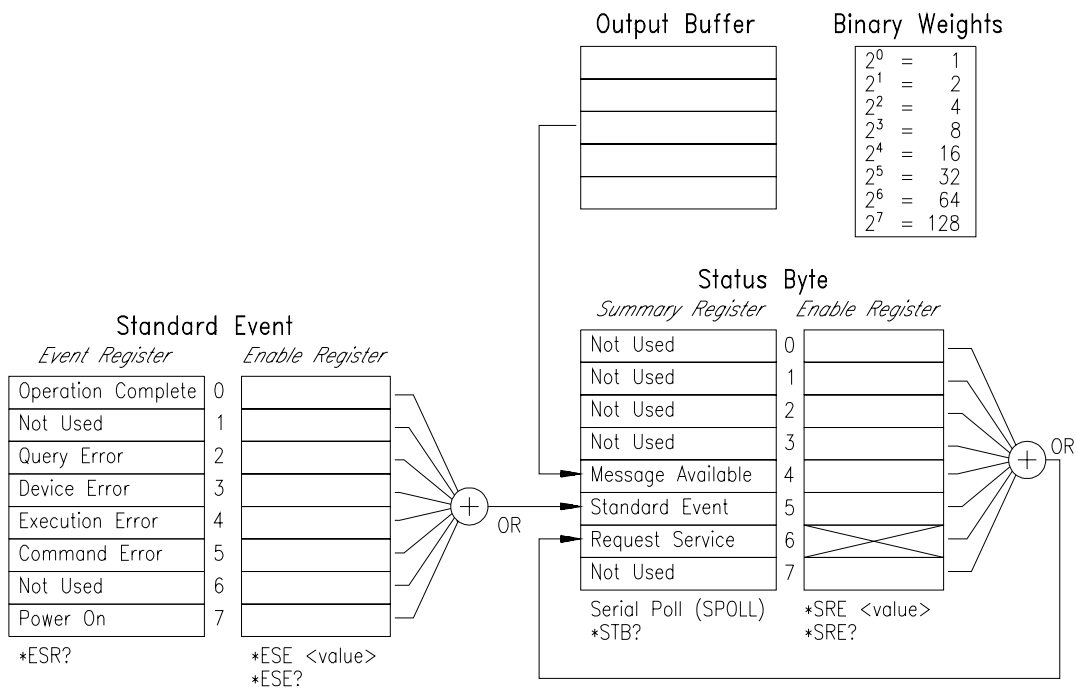 Output Buffer
Binary Weights
2⁰ = 1
2¹ = 2
2² = 4
2³ = 8
2⁴ = 16
2⁵ = 32
2⁶ = 64
2⁷ = 128
Status Byte
Summary Register Enable Register
Not Used 0
Not Used 1
Not Used 2
Not Used 3
Message Available 4
Standard Event 5
Request Service 6
Not Used 7
+
OR
Serial Poll (SPOLL)
*STB?
*SRE <value>
*SRE?
Standard Event
Event Register Enable Register
Operation Complete 0
Not Used 1
Query Error 2
Device Error 3
Execution Error 4
Command Error 5
Not Used 6
Power On 7
+
OR
*ESR?
*ESE <value>
*ESE?